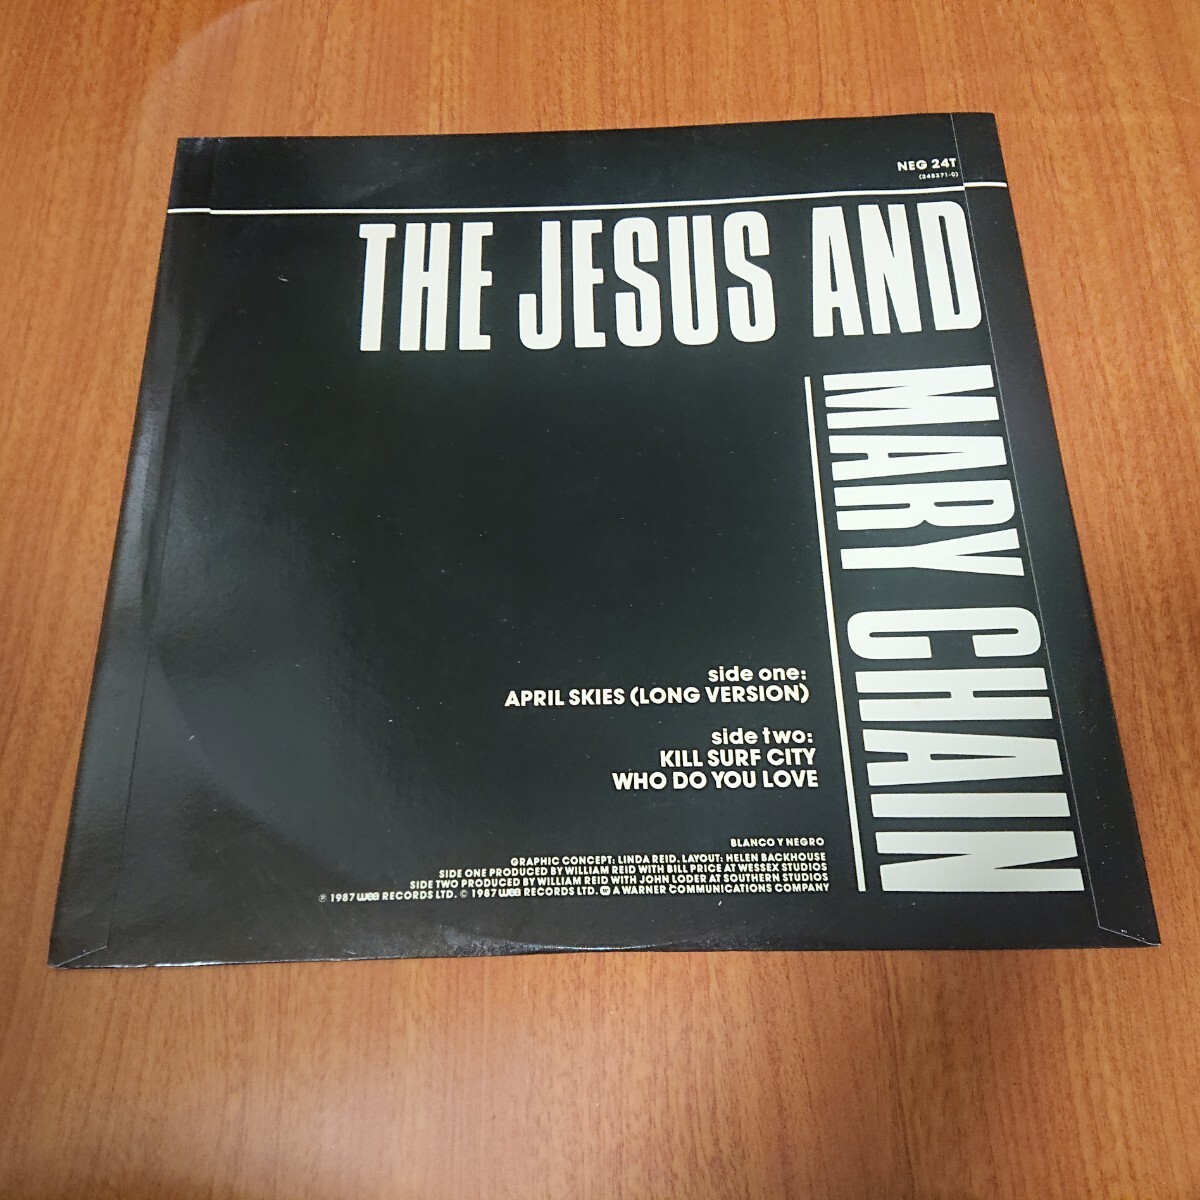 NEG 24T
(248371-0)
THE JESUS AND
MARY CHAIN
side one:
APRIL SKIES (LONG VERSION)
side two:
KILL SURF CITY
WHO DO YOU LOVE
BLANCO Y NEGRO
GRAPHIC CONCEPT: LINDA REID. LAYOUT: HELEN BACKHOUSE
SIDE ONE PRODUCED BY WILLIAM REID WITH BILL PRICE AT WESSEX STUDIOS
SIDE TWO PRODUCED BY WILLIAM REID WITH JOHN LODER AT SOUTHERN STUDIOS
℗ 1987 wea RECORDS LTD. © 1987 wea RECORDS LTD. A WARNER COMMUNICATIONS COMPANY